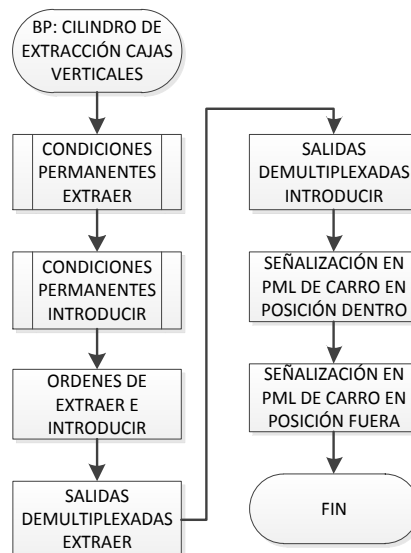 BP: CILINDRO DE
EXTRACCIÓN CAJAS
VERTICALES
CONDICIONES
PERMANENTES
EXTRAER
CONDICIONES
PERMANENTES
INTRODUCIR
ORDENES DE
EXTRAER E
INTRODUCIR
SALIDAS
DEMULTIPLEXADAS
EXTRAER
SALIDAS
DEMULTIPLEXADAS
INTRODUCIR
SEÑALIZACIÓN EN
PML DE CARRO EN
POSICIÓN DENTRO
SEÑALIZACIÓN EN
PML DE CARRO EN
POSICIÓN FUERA
FIN